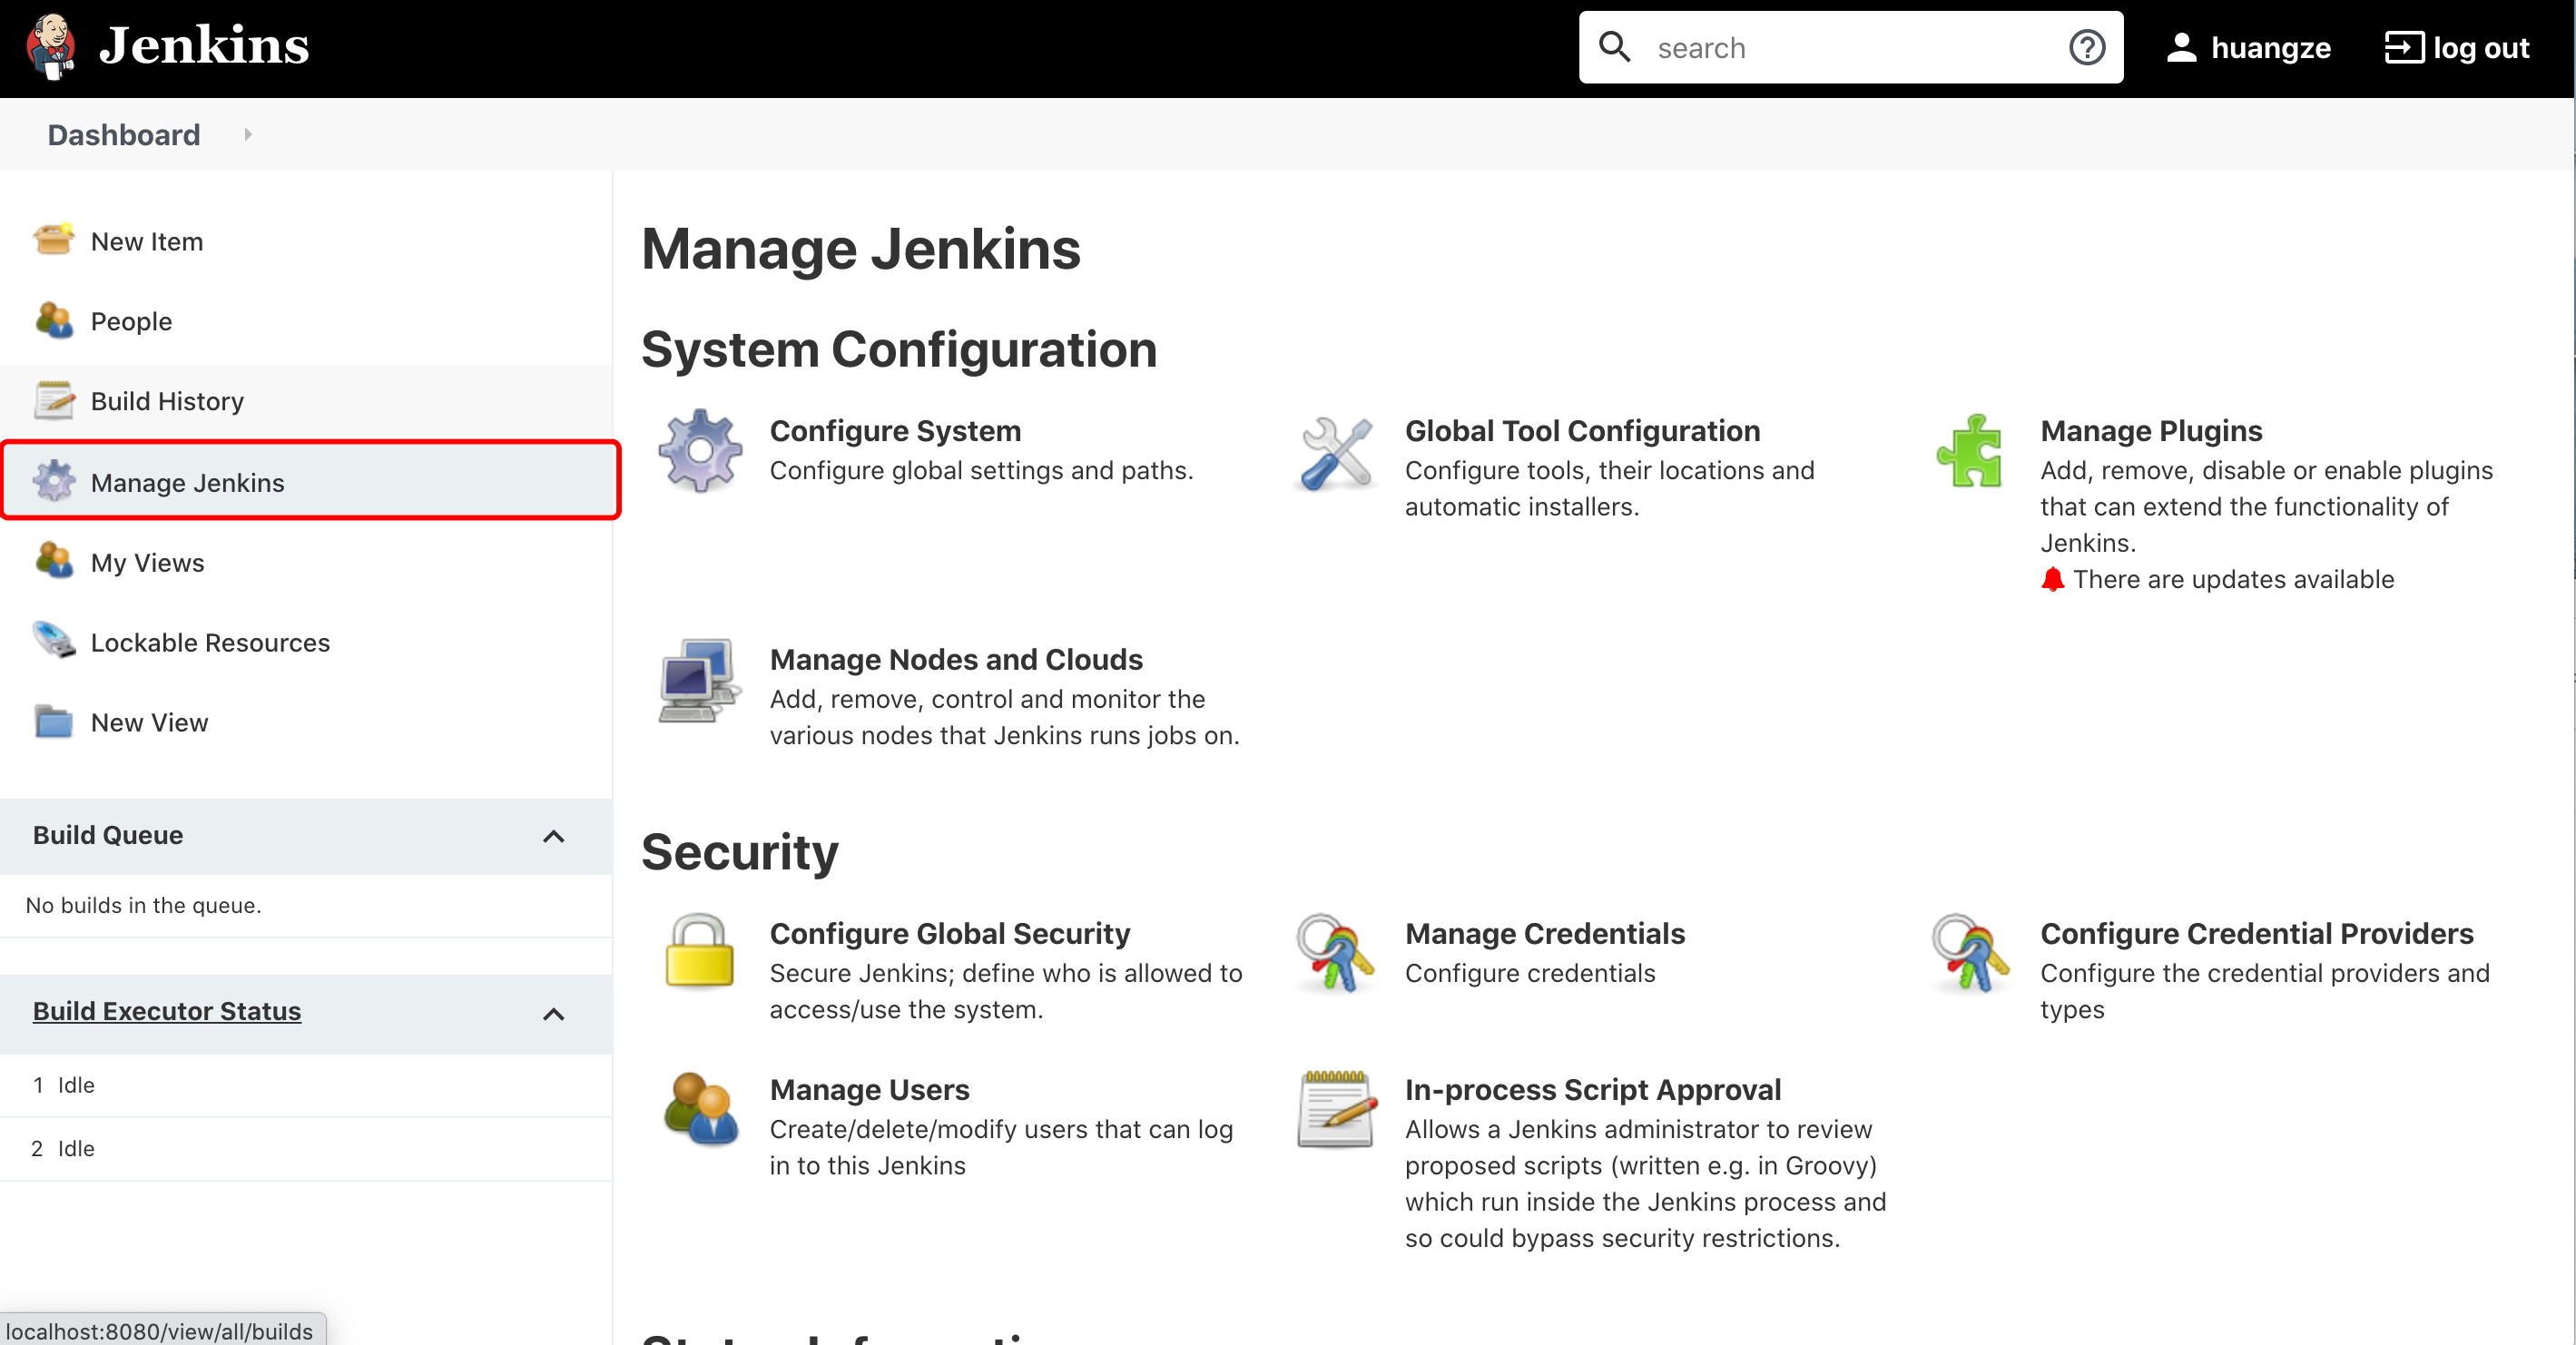 Jenkins
search
huangze
log out
Dashboard
New Item
People
Build History
Manage Jenkins
My Views
Lockable Resources
New View
Build Queue
No builds in the queue.
Build Executor Status
1 Idle
2 Idle
localhost:8080/view/all/builds
Manage Jenkins
System Configuration
Configure System
Configure global settings and paths.
Global Tool Configuration
Configure tools, their locations and
automatic installers.
Manage Plugins
Add, remove, disable or enable plugins
that can extend the functionality of
Jenkins.
There are updates available
Manage Nodes and Clouds
Add, remove, control and monitor the
various nodes that Jenkins runs jobs on.
Security
Configure Global Security
Secure Jenkins; define who is allowed to
access/use the system.
Manage Credentials
Configure credentials
Configure Credential Providers
Configure the credential providers and
types
Manage Users
Create/delete/modify users that can log
in to this Jenkins
In-process Script Approval
Allows a Jenkins administrator to review
proposed scripts (written e.g. in Groovy)
which run inside the Jenkins process and
so could bypass security restrictions.